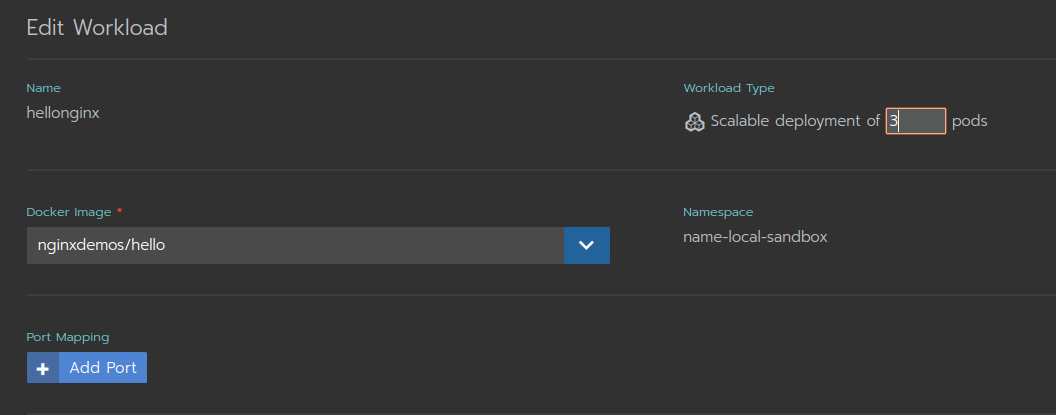 Edit Workload
Name
hellonginx
Workload Type
Scalable deployment of 3 pods
Docker Image *
nginxdemos/hello
Namespace
name-local-sandbox
Port Mapping
+ Add Port